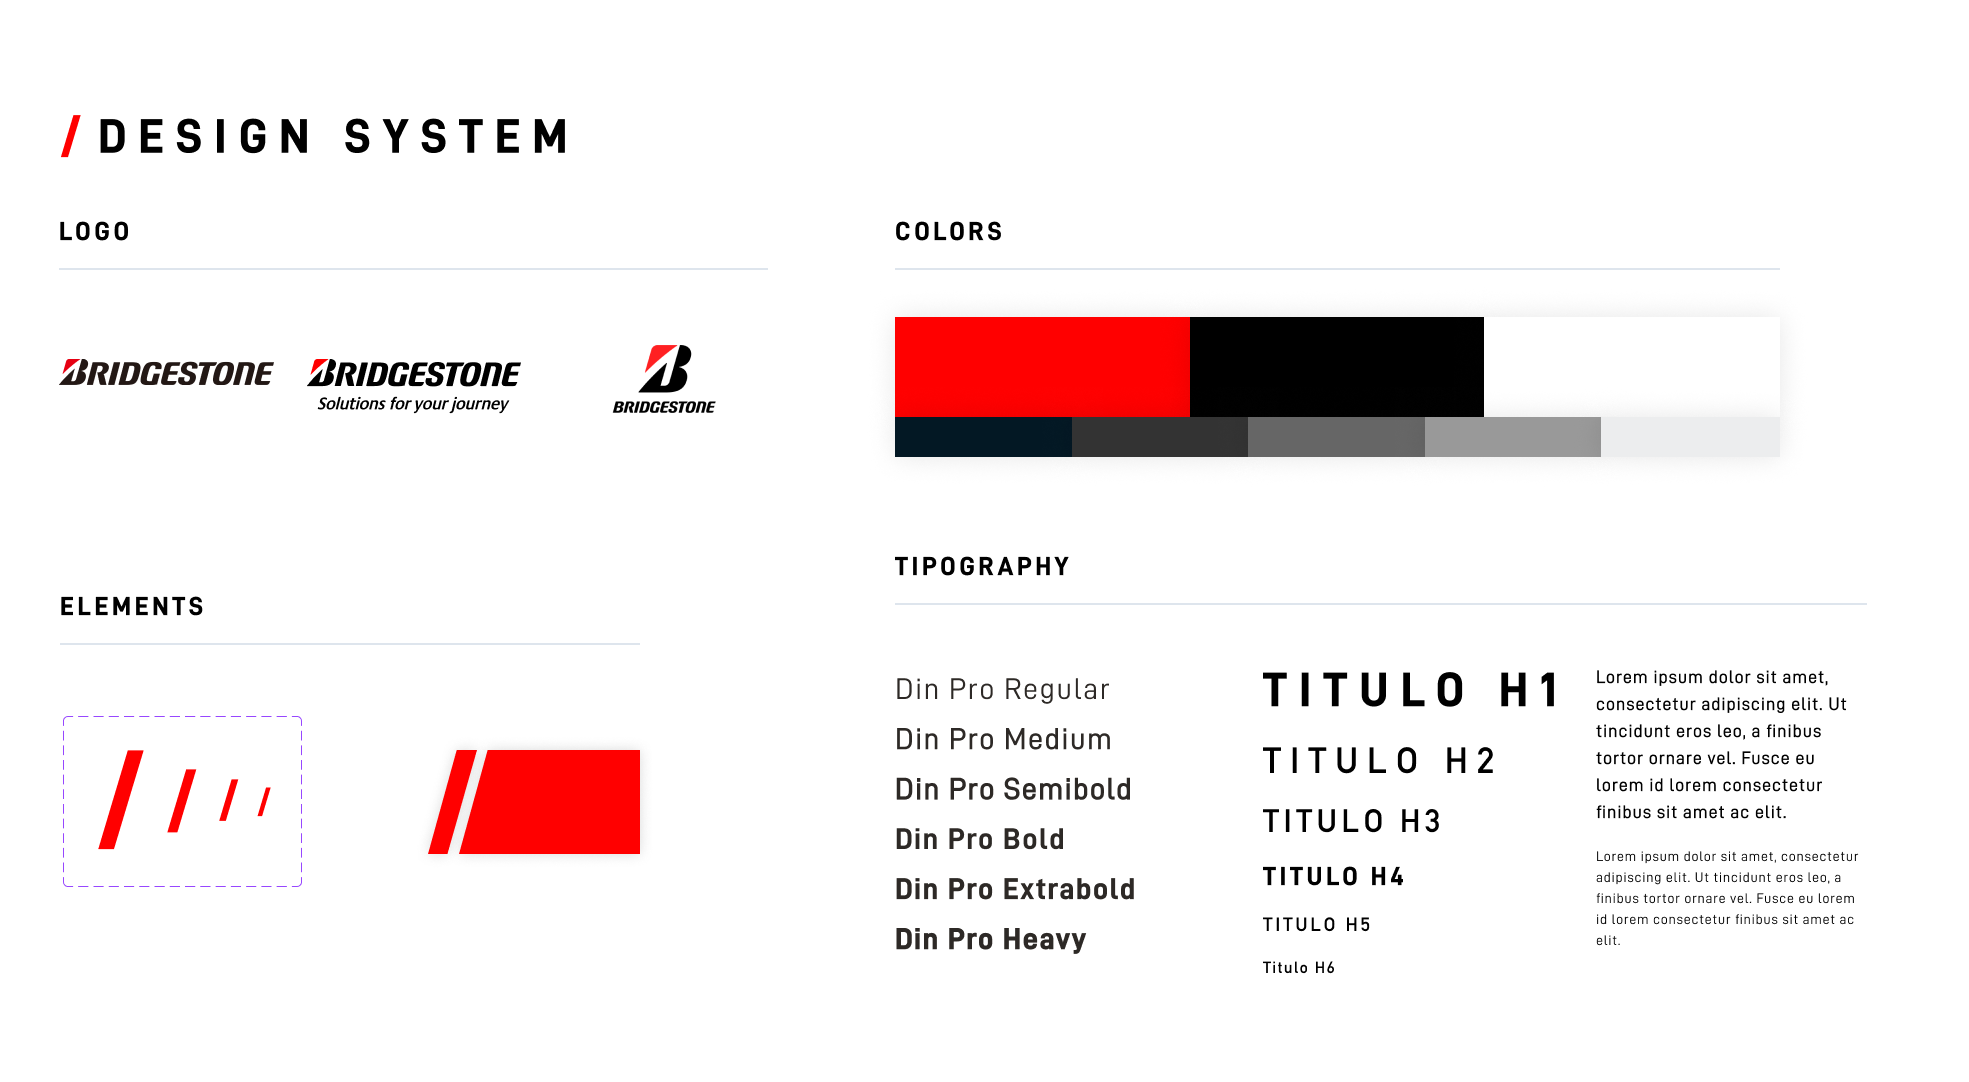 / DESIGN SYSTEM
LOGO
BRIDGESTONE
BRIDGESTONE
Solutions for your journey
B
BRIDGESTONE
COLORS
ELEMENTS
TIPOGRAPHY
Din Pro Regular
Din Pro Medium
Din Pro Semibold
Din Pro Bold
Din Pro Extrabold
Din Pro Heavy
TITULO H1
TITULO H2
TITULO H3
TITULO H4
TITULO H5
Titulo H6
Lorem ipsum dolor sit amet,
consectetur adipiscing elit. Ut
tincidunt eros leo, a finibus
tortor ornare vel. Fusce eu
lorem id lorem consectetur
finibus sit amet ac elit.
Lorem ipsum dolor sit amet, consectetur
adipiscing elit. Ut tincidunt eros leo, a
finibus tortor ornare vel. Fusce eu lorem
id lorem consectetur finibus sit amet ac
elit.